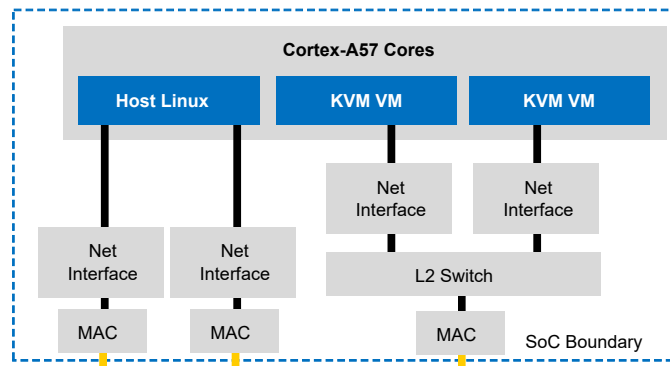 Cortex-A57 Cores
Host Linux
KVM VM
KVM VM
Net
Interface
Net
Interface
Net
Interface
Net
Interface
L2 Switch
MAC
MAC
MAC
SoC Boundary